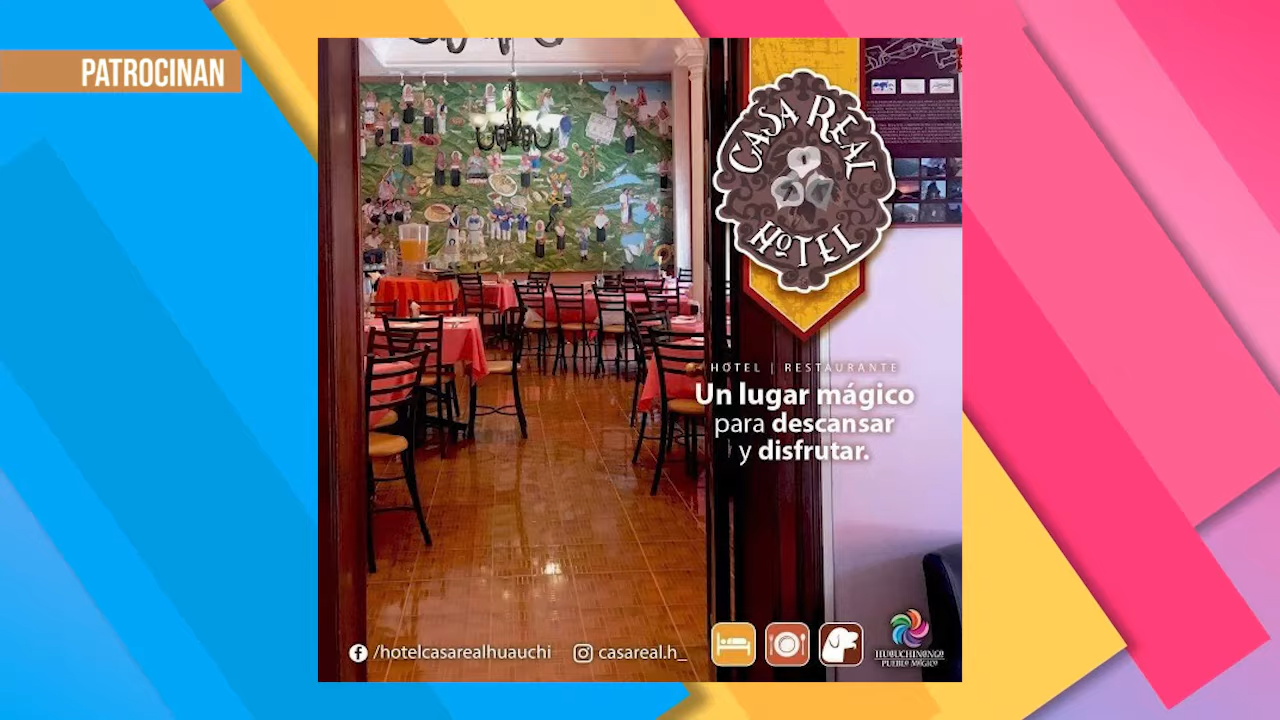 PATROCINAN
CASA REAL
HOTEL
HOTEL | RESTAURANTE
Un lugar mágico
para descansar
y disfrutar.
/hotelcasarealhuauchi
casareal.h_
HUAUCHINANGO
PUEBLO MÁGICO